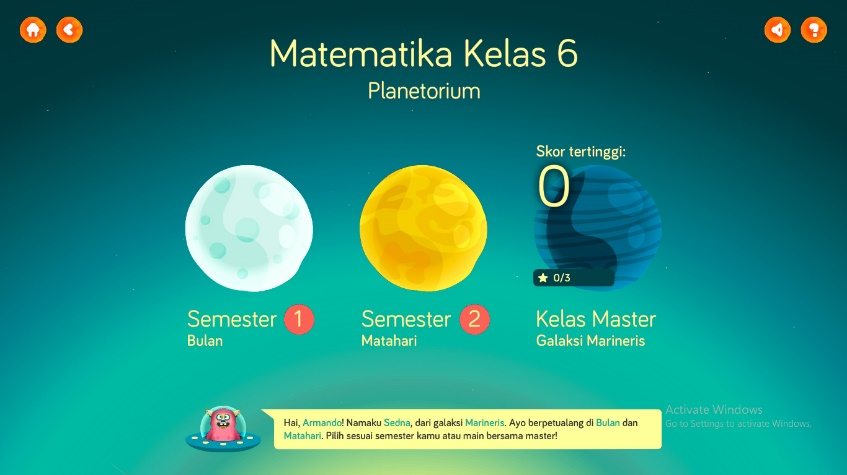 Matematika Kelas 6
Planetorium
Skor tertinggi:
0
0/3
Semester 1
Bulan
Semester 2
Matahari
Kelas Master
Galaksi Marineris
Hai, Armando! Namaku Sedna, dari galaksi Marineris. Ayo berpetualang di Bulan dan
Matahari. Pilih sesuai semester kamu atau main bersama master!
Activate Windows
Go to Settings to activate Windows.